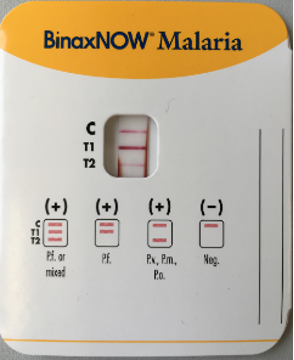 BinaxNOW® Malaria
C
T1
T2
(+) (+) (+) (-)
C
T1
T2
P.f. or mixed P.f. P.v., P.m., P.o. Neg.